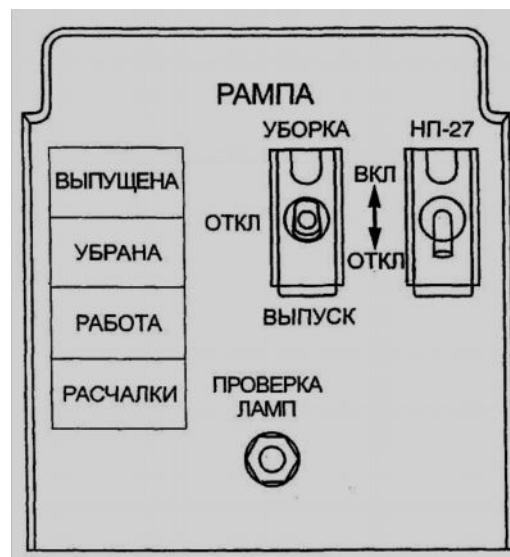 РАМПА
УБОРКА
НП-27
ВЫПУЩЕНА
ВКЛ
ОТКЛ
УБРАНА
ОТКЛ
РАБОТА
ВЫПУСК
РАСЧАЛКИ
ПРОВЕРКА
ЛАМП